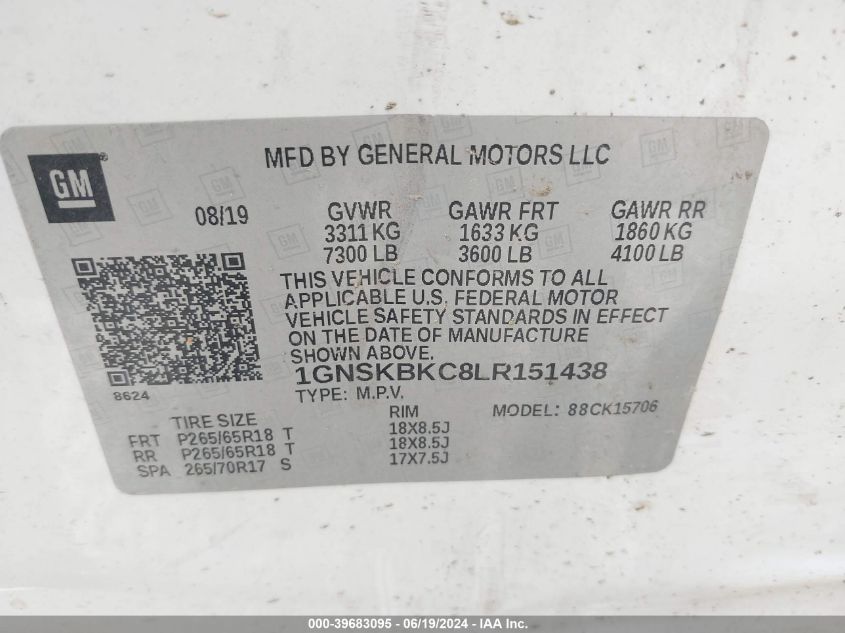 MFD BY GENERAL MOTORS LLC
GM
08/19
GVWR GAWR FRT GAWR RR
3311 KG 1633 KG 1860 KG
7300 LB 3600 LB 4100 LB
THIS VEHICLE CONFORMS TO ALL
APPLICABLE U.S. FEDERAL MOTOR
VEHICLE SAFETY STANDARDS IN EFFECT
ON THE DATE OF MANUFACTURE
SHOWN ABOVE.
1GNSKBKC8LR151438
8624
TYPE: M.P.V.
MODEL: 88CK15706
TIRE SIZE RIM
FRT P265/65R18 T 18X8.5J
RR P265/65R18 T 18X8.5J
SPA 265/70R17 S 17X7.5J
000-39683095 - 06/19/2024 - IAA Inc.